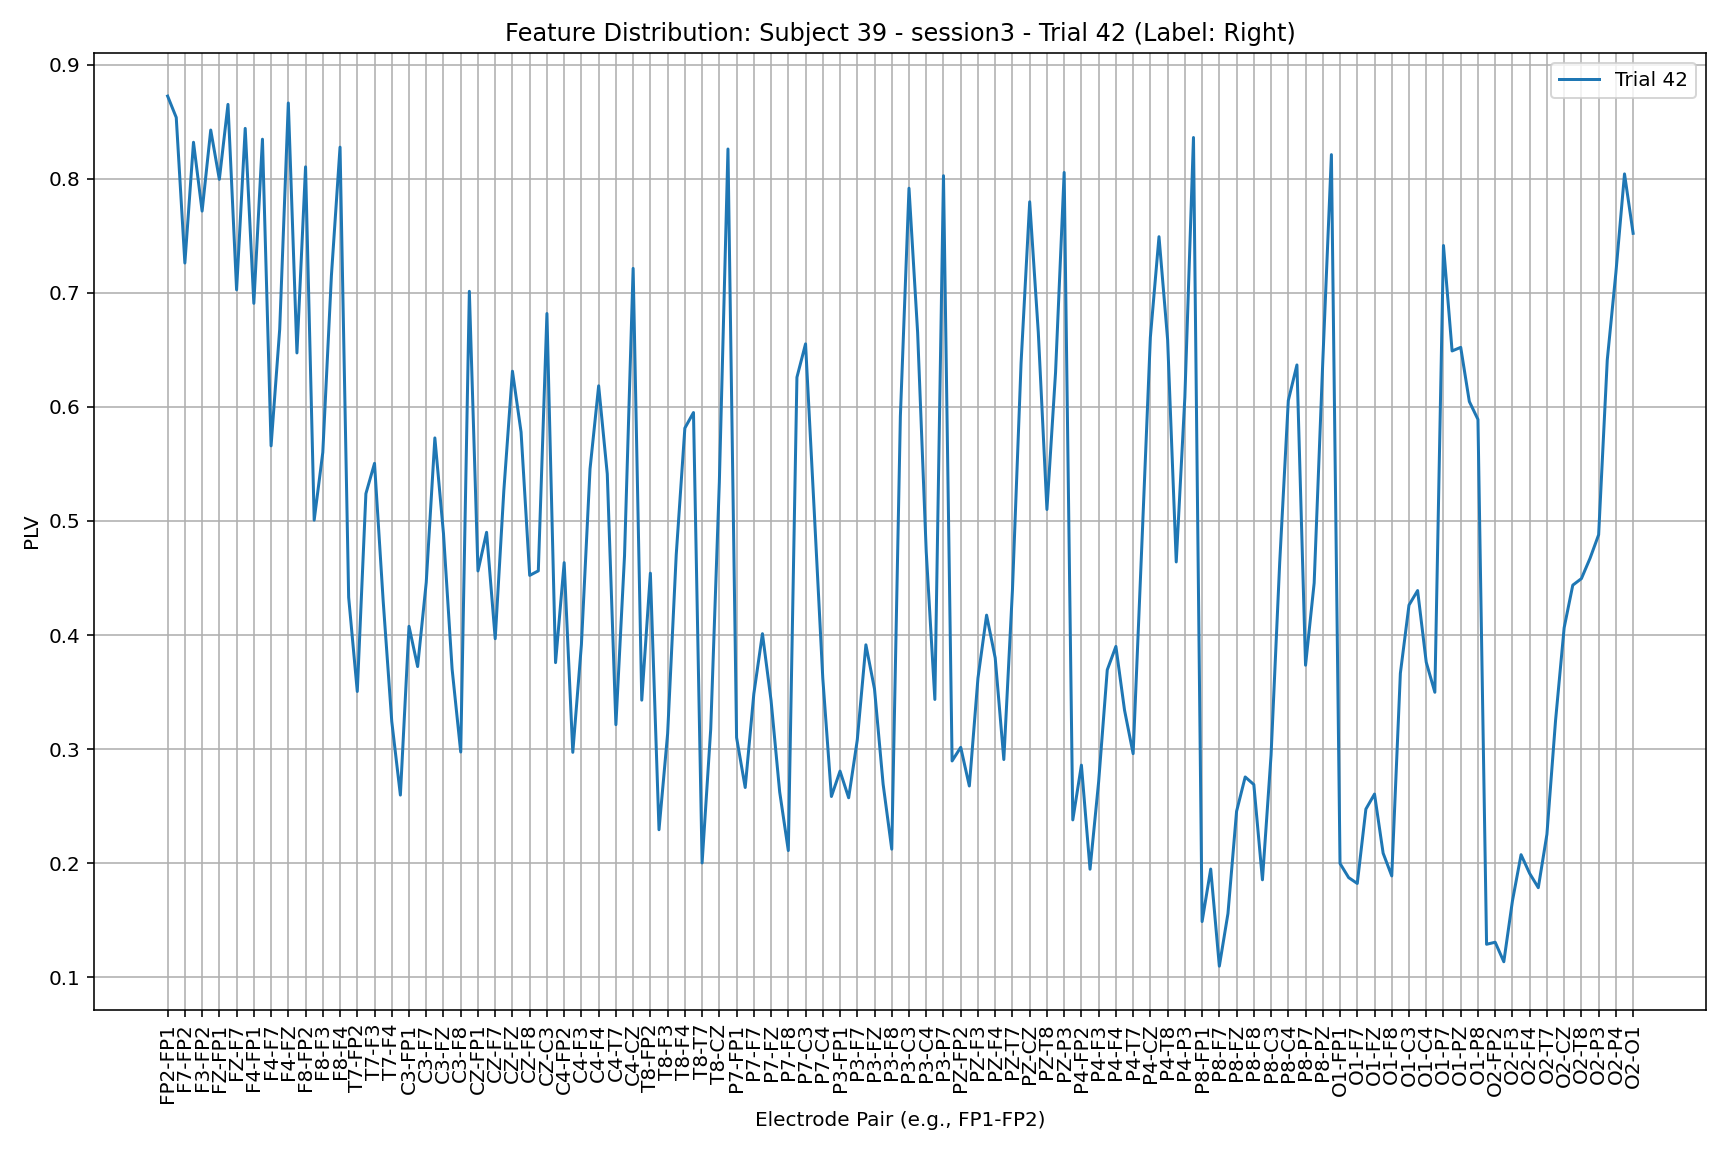 Feature Distribution: Subject 39 - session3 - Trial 42 (Label: Right)
Trial 42
PLV
0.9
0.8
0.7
0.6
0.5
0.4
0.3
0.2
0.1
FP2-FP1
F7-FP2
F3-FP2
FZ-FP1
FZ-F7
F4-FP1
F4-F7
F4-FZ
F8-FP2
F8-F3
F8-F4
T7-FP2
T7-F3
T7-F4
C3-FP1
C3-F7
C3-FZ
C3-F8
CZ-FP1
CZ-F7
CZ-FZ
CZ-F8
CZ-C3
C4-FP2
C4-F3
C4-F4
C4-T7
C4-CZ
T8-FP2
T8-F3
T8-F4
T8-T7
T8-CZ
P7-FP1
P7-F7
P7-FZ
P7-F8
P7-C3
P7-C4
P3-FP1
P3-F7
P3-FZ
P3-F8
P3-C3
P3-C4
P3-P7
PZ-FP2
PZ-F3
PZ-F4
PZ-T7
PZ-CZ
PZ-T8
PZ-P3
P4-FP2
P4-F3
P4-F4
P4-T7
P4-CZ
P4-T8
P4-P3
P8-FP1
P8-F7
P8-FZ
P8-F8
P8-C3
P8-C4
P8-P7
P8-PZ
O1-FP1
O1-F7
O1-FZ
O1-F8
O1-C3
O1-C4
O1-P7
O1-PZ
O1-P8
O2-FP2
O2-F3
O2-F4
O2-T7
O2-CZ
O2-T8
O2-P3
O2-P4
O2-O1
Electrode Pair (e.g., FP1-FP2)